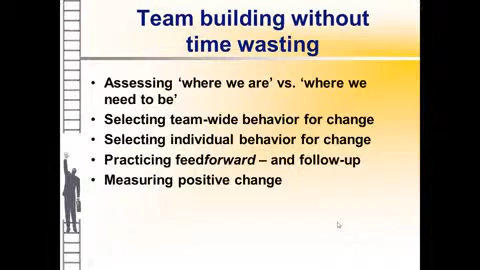 Team building without
time wasting
• Assessing ‘where we are’ vs. ‘where we
need to be’
• Selecting team-wide behavior for change
• Selecting individual behavior for change
• Practicing feedforward – and follow-up
• Measuring positive change